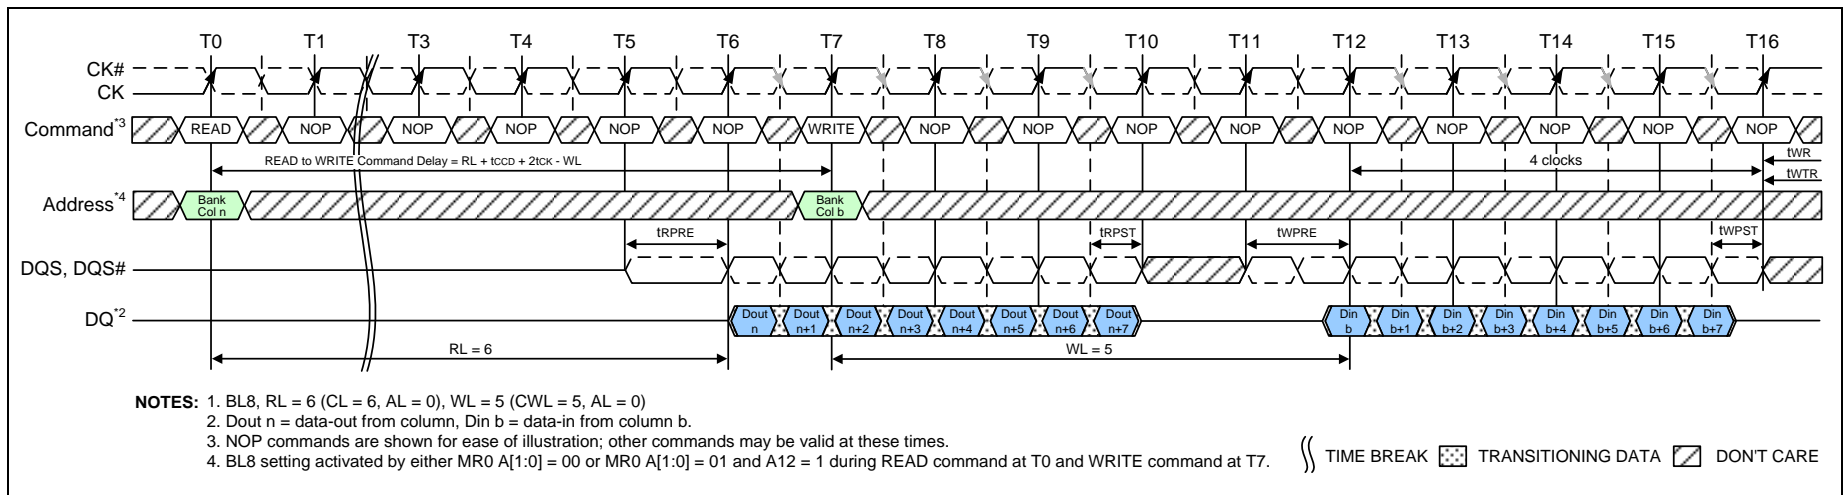 T0 T1 T3 T4 T5 T6 T7 T8 T9 T10 T11 T12 T13 T14 T15 T16
CK#
CK
Command*3 READ NOP NOP NOP NOP NOP WRITE NOP NOP NOP NOP NOP NOP NOP NOP NOP
READ to WRITE Command Delay = RL + tCCD + 2tCK - WL
4 clocks
tWR
tWTR
Address*4 Bank Col n Bank Col b
tRPRE tRPST tWPRE tWPST
DQS, DQS#
DQ*2 Dout n Dout n+1 Dout n+2 Dout n+3 Dout n+4 Dout n+5 Dout n+6 Dout n+7 Din b Din b+1 Din b+2 Din b+3 Din b+4 Din b+5 Din b+6 Din b+7
RL = 6 WL = 5
NOTES: 1. BL8, RL = 6 (CL = 6, AL = 0), WL = 5 (CWL = 5, AL = 0)
2. Dout n = data-out from column, Din b = data-in from column b.
3. NOP commands are shown for ease of illustration; other commands may be valid at these times.
4. BL8 setting activated by either MR0 A[1:0] = 00 or MR0 A[1:0] = 01 and A12 = 1 during READ command at T0 and WRITE command at T7.
TIME BREAK TRANSITIONING DATA DON'T CARE